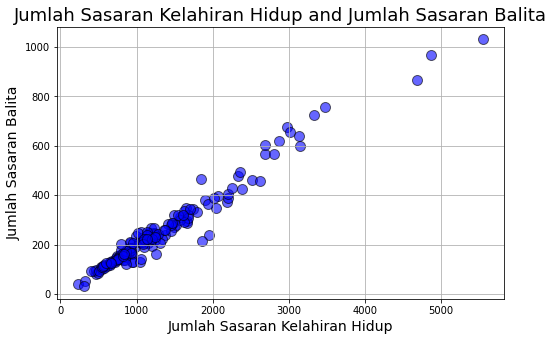 Jumlah Sasaran Kelahiran Hidup and Jumlah Sasaran Balita
1000
800
600
400
200
0
Jumlah Sasaran Balita
0 1000 2000 3000 4000 5000
Jumlah Sasaran Kelahiran Hidup